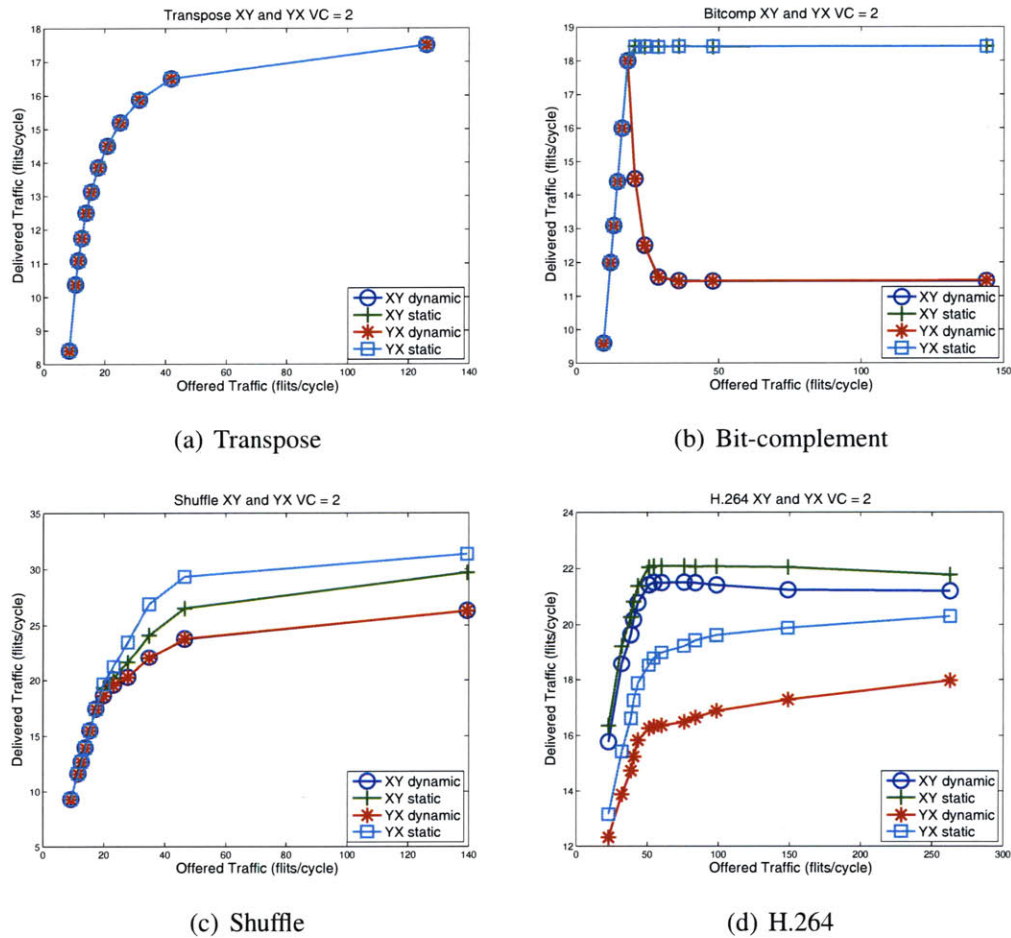 Transpose XY and YX VC = 2
Delivered Traffic (flits/cycle)
18
17
16
15
14
13
12
11
10
9
8
0
20
40
60
80
100
120
140
Offered Traffic (flits/cycle)
XY dynamic
XY static
YX dynamic
YX static
(a) Transpose
Bitcomp XY and YX VC = 2
Delivered Traffic (flits/cycle)
19
18
17
16
15
14
13
12
11
10
9
0
50
100
150
Offered Traffic (flits/cycle)
XY dynamic
XY static
YX dynamic
YX static
(b) Bit-complement
Shuffle XY and YX VC = 2
Delivered Traffic (flits/cycle)
35
30
25
20
15
10
5
0
20
40
60
80
100
120
140
Offered Traffic (flits/cycle)
XY dynamic
XY static
YX dynamic
YX static
(c) Shuffle
H.264 XY and YX VC = 2
Delivered Traffic (flits/cycle)
24
22
20
18
16
14
12
0
50
100
150
200
250
300
Offered Traffic (flits/cycle)
XY dynamic
XY static
YX dynamic
YX static
(d) H.264